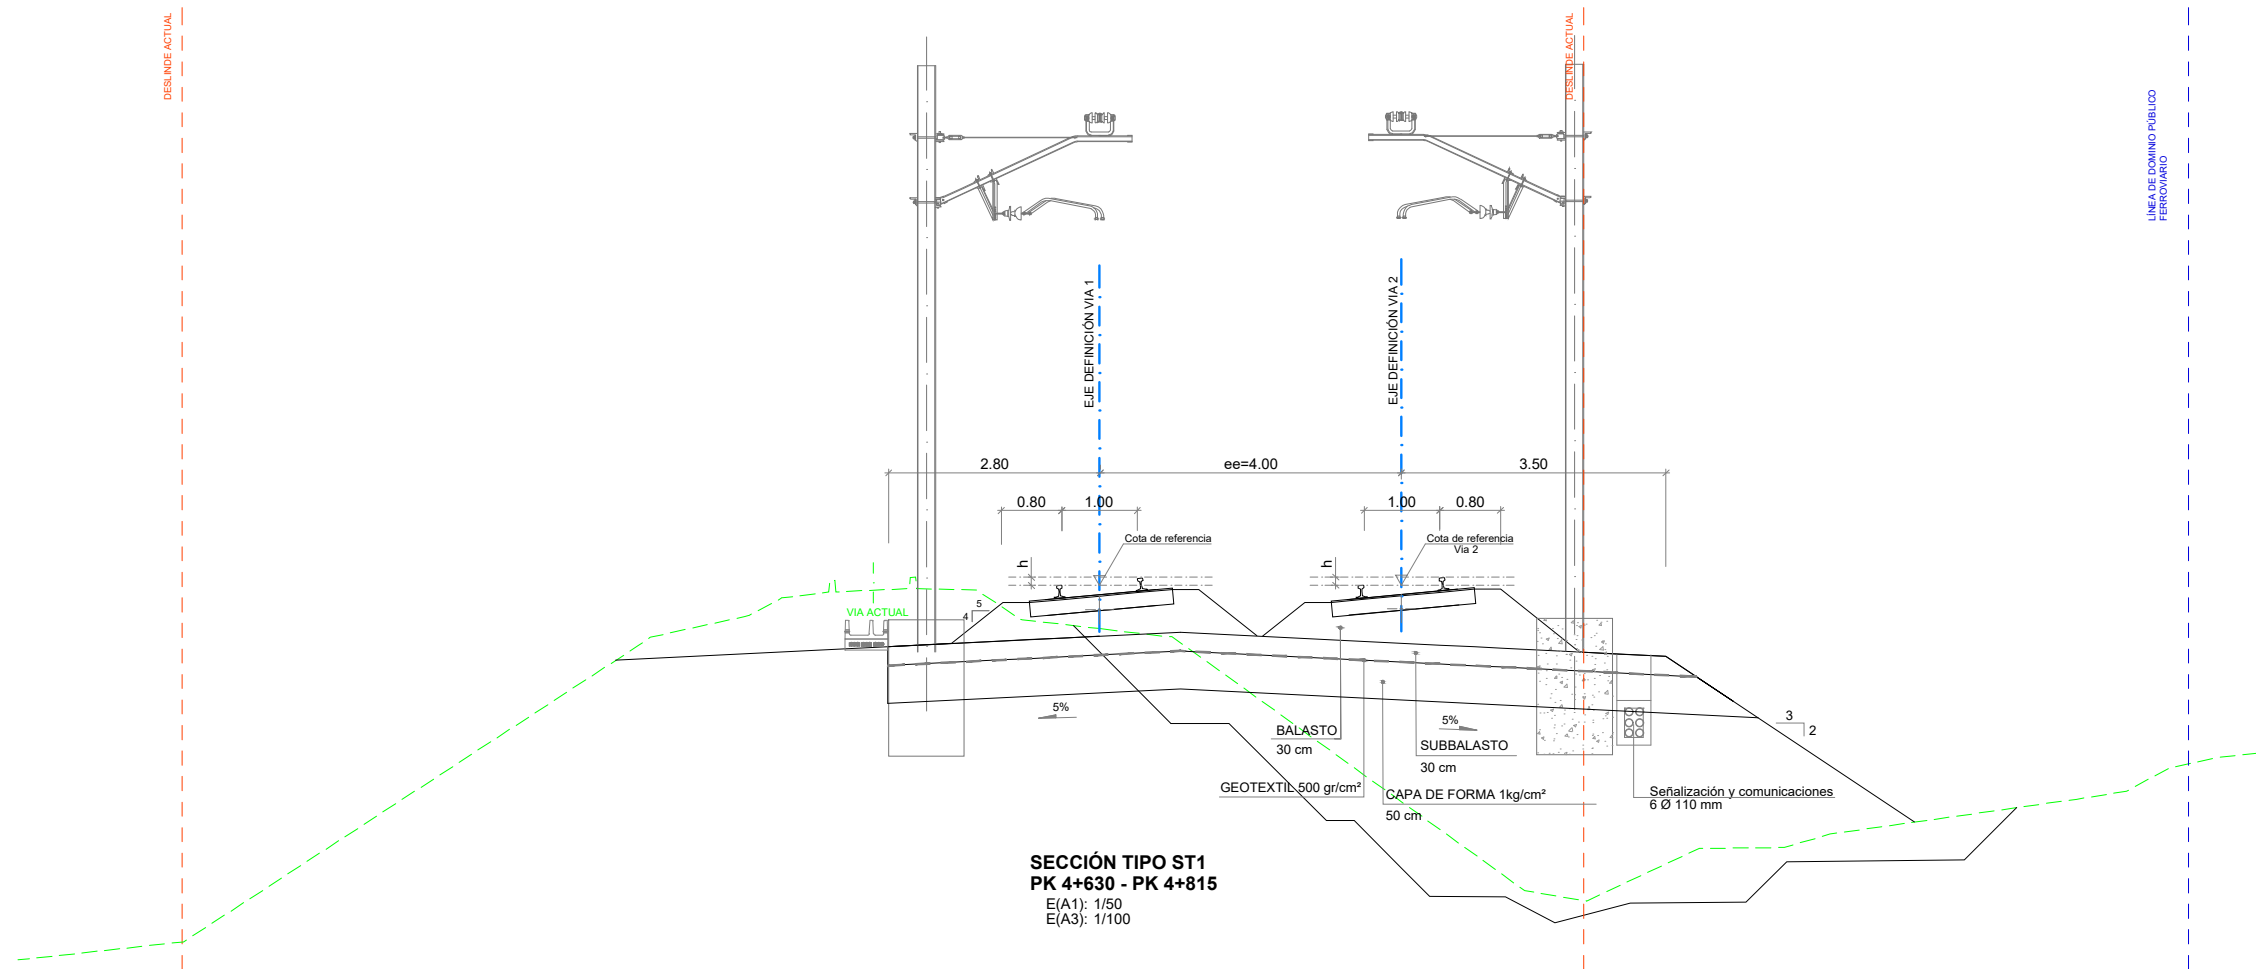 DESLINDE ACTUAL
DESLINDE ACTUAL
LÍNEA DE DOMINIO PÚBLICO
FERROVIARIO
EJE DEFINICIÓN VIA 1
EJE DEFINICIÓN VIA 2
2.80
ee=4.00
3.50
0.80
1.00
1.00
0.80
Cota de referencia
Cota de referencia
Via 2
h
h
VIA ACTUAL
5
4
5%
5%
3
2
BALASTO
30 cm
SUBBALASTO
30 cm
GEOTEXTIL 500 gr/cm²
CAPA DE FORMA 1kg/cm²
50 cm
Señalización y comunicaciones
6 Ø 110 mm
SECCIÓN TIPO ST1
PK 4+630 - PK 4+815
E(A1): 1/50
E(A3): 1/100